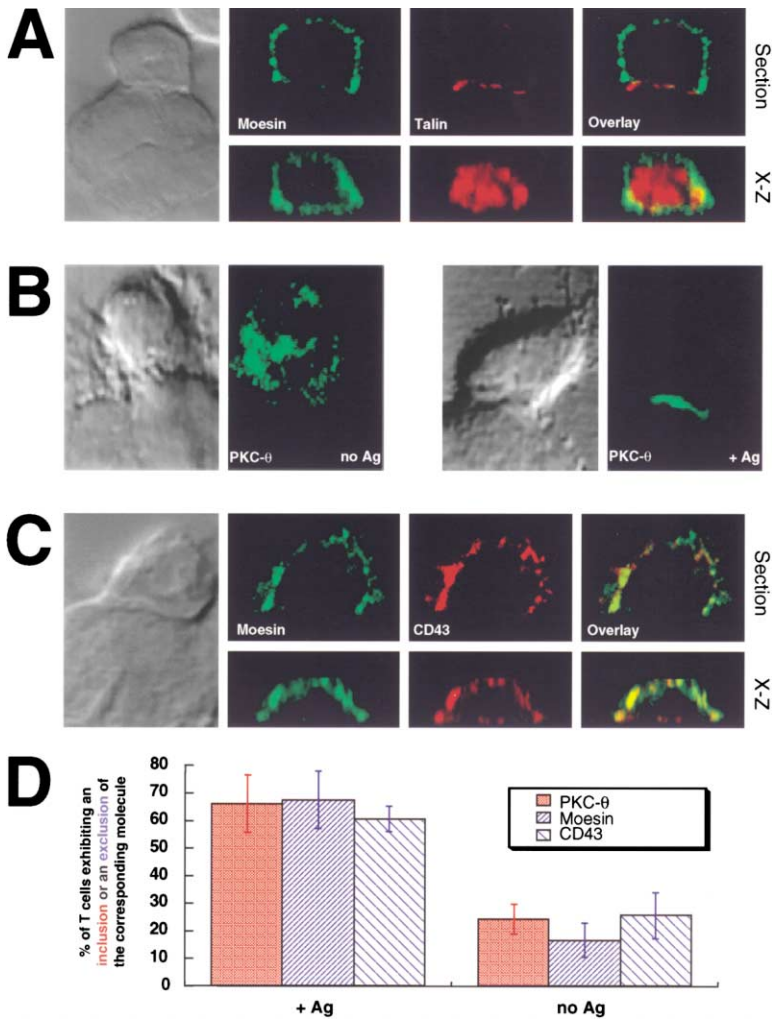 A
Moesin
Talin
Overlay
Section
X-Z
B
PKC-θ
no Ag
PKC-θ
+ Ag
C
Moesin
CD43
Overlay
Section
X-Z
D
% of T cells exhibiting an
inclusion or an exclusion of
the corresponding molecule
80
70
60
50
40
30
20
10
0
PKC-θ
Moesin
CD43
+ Ag
no Ag